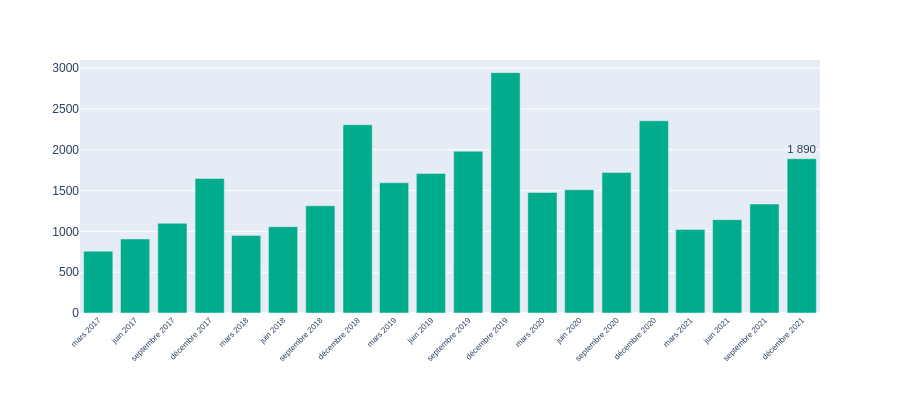 3000
2500
2000
1500
1000
500
0
1 890
mars 2017
juin 2017
septembre 2017
décembre 2017
mars 2018
juin 2018
septembre 2018
décembre 2018
mars 2019
juin 2019
septembre 2019
décembre 2019
mars 2020
juin 2020
septembre 2020
décembre 2020
mars 2021
juin 2021
septembre 2021
décembre 2021